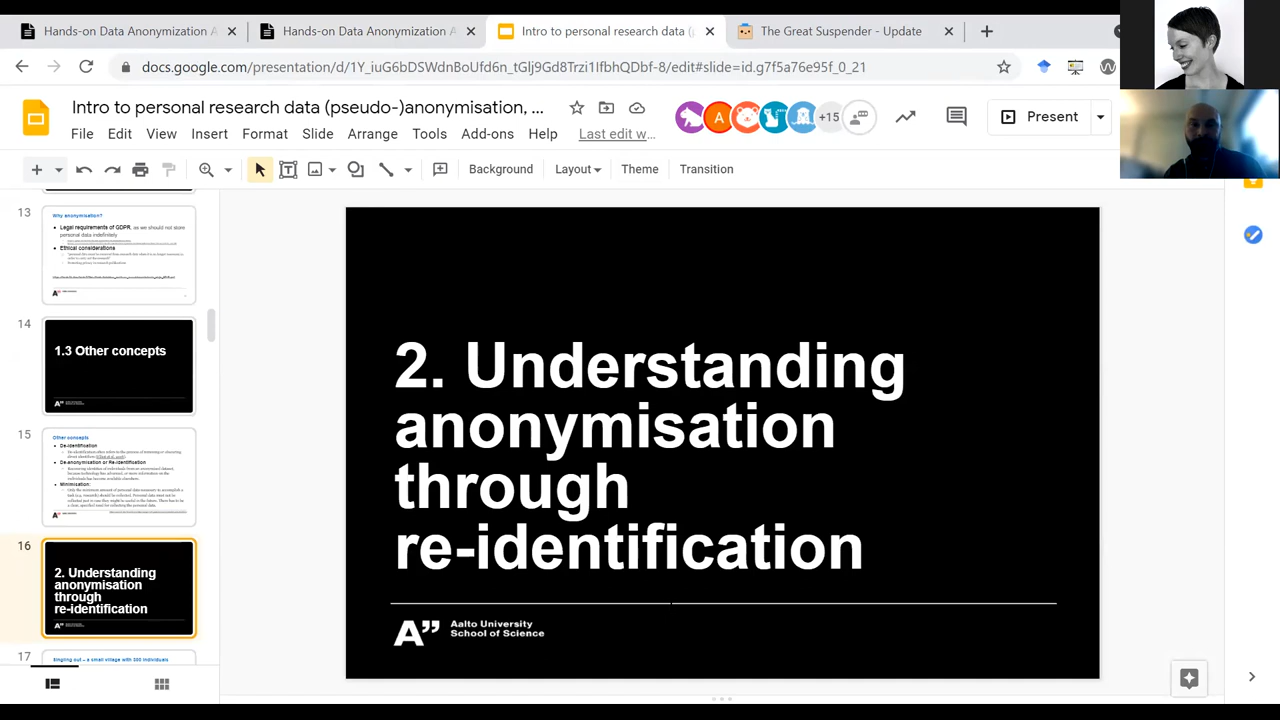 Hands-on Data Anonymization A
Hands-on Data Anonymization A
Intro to personal research data (
The Great Suspender - Update
docs.google.com/presentation/d/1Y_iuG6bDSWdnBoUPd6n_tGlj9Gd8Trzi1IfbhQDbf-8/edit#slide=id.g7f5a76e95f_0_21
Intro to personal research data (pseudo-)anonymisation, ...
File Edit View Insert Format Slide Arrange Tools Add-ons Help Last edit w...
A +15
Present
Background Layout Theme Transition
13
Why anonymisation?
Legal requirements of GDPR, as we should not store
personal data indefinitely
Ethical considerations
14
1.3 Other concepts
15
Other concepts
De-identification
De-anonymisation or Re-identification
Minimisation:
16
2. Understanding
anonymisation
through
re-identification
17
Singling out – a small village with 500 individuals
2. Understanding
anonymisation
through
re-identification
A”
Aalto University
School of Science